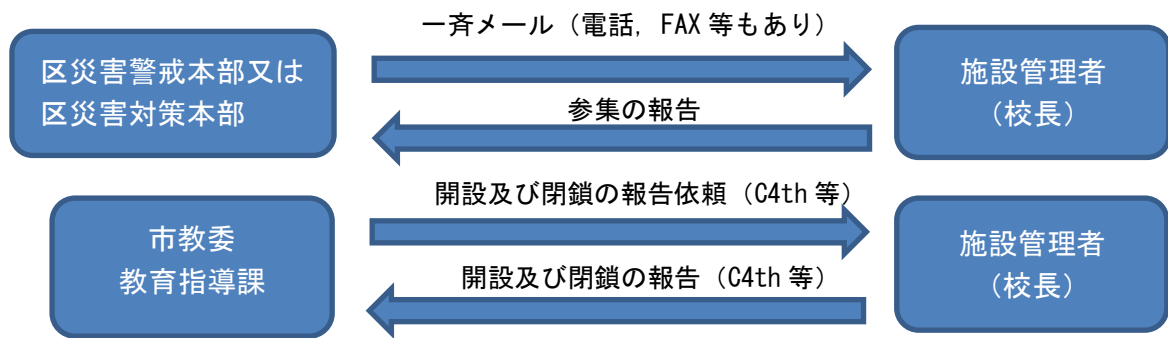 一斉メール（電話，FAX 等もあり）
区災害警戒本部又は
区災害対策本部
施設管理者
（校長）
参集の報告
開設及び閉鎖の報告依頼（C4th 等）
市教委
教育指導課
施設管理者
（校長）
開設及び閉鎖の報告（C4th 等）